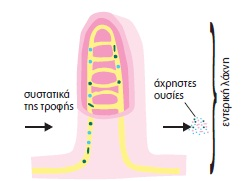 συστατικά
της τροφής
άχρηστες
ουσίες
εντερική λάχνη